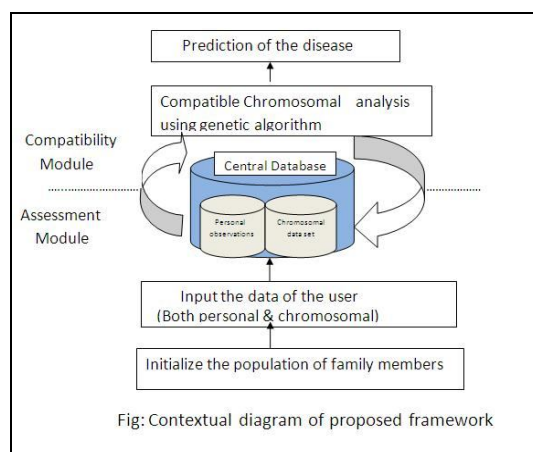 Prediction of the disease
Compatible Chromosomal analysis
using genetic algorithm
Compatibility
Module
Central Database
Assessment
Module
Personal
observations
Chromosomal
data set
Input the data of the user
(Both personal & chromosomal)
Initialize the population of family members
Fig: Contextual diagram of proposed framework